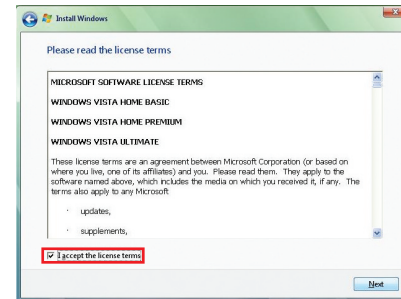 Install Windows
Please read the license terms
MICROSOFT SOFTWARE LICENSE TERMS
WINDOWS VISTA HOME BASIC
WINDOWS VISTA HOME PREMIUM
WINDOWS VISTA ULTIMATE
These license terms are an agreement between Microsoft Corporation (or based on
where you live, one of its affiliates) and you. Please read them. They apply to the
software named above, which includes the media on which you received it, if any. The
terms also apply to any Microsoft
· updates,
· supplements,
I accept the license terms
Next